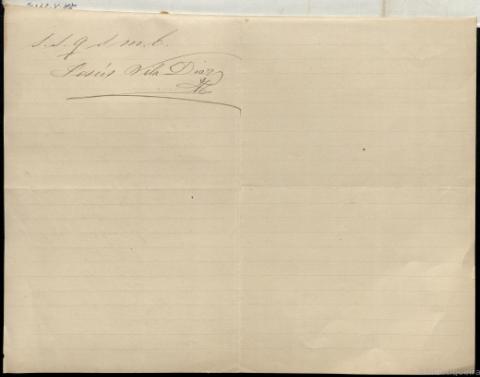 s. s. q s m. b.
Jesús Vila Diaz